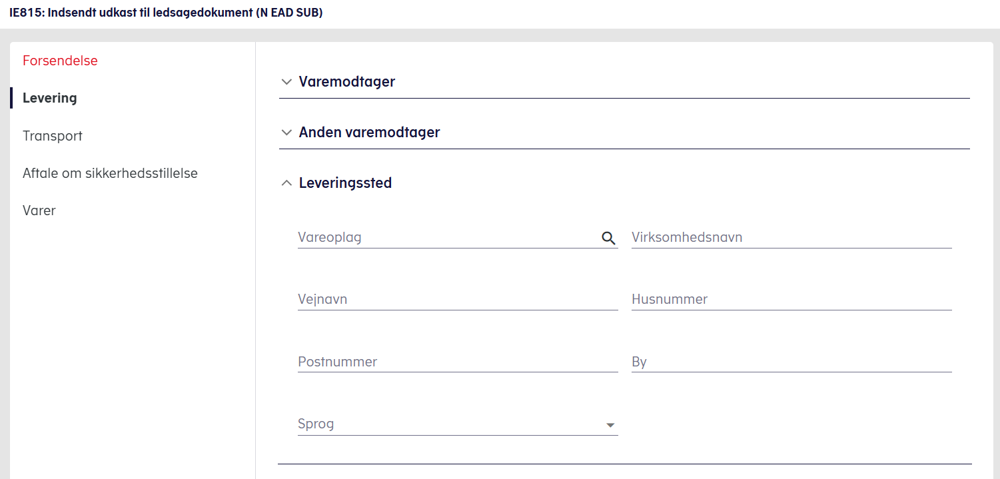 IE815: Indsendt udkast til ledsagedokument (N EAD SUB)
Forsendelse
Levering
Transport
Aftale om sikkerhedsstillelse
Varer
Varemodtager
Anden varemodtager
Leveringssted
Vareoplag
Virksomhedsnavn
Vejnavn
Husnummer
Postnummer
By
Sprog